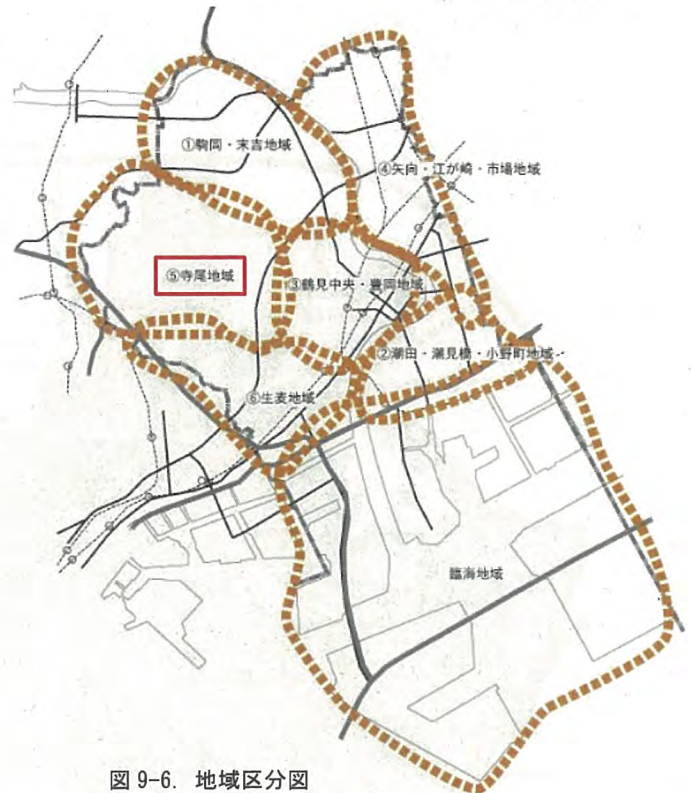 ①駒岡・末吉地域
④矢向・江が崎・市場地域
⑤寺尾地域
③鶴見中央・豊岡地域
②潮田・潮見橋・小野町地域
⑥生麦地域
臨海地域
図 9-6. 地域区分図